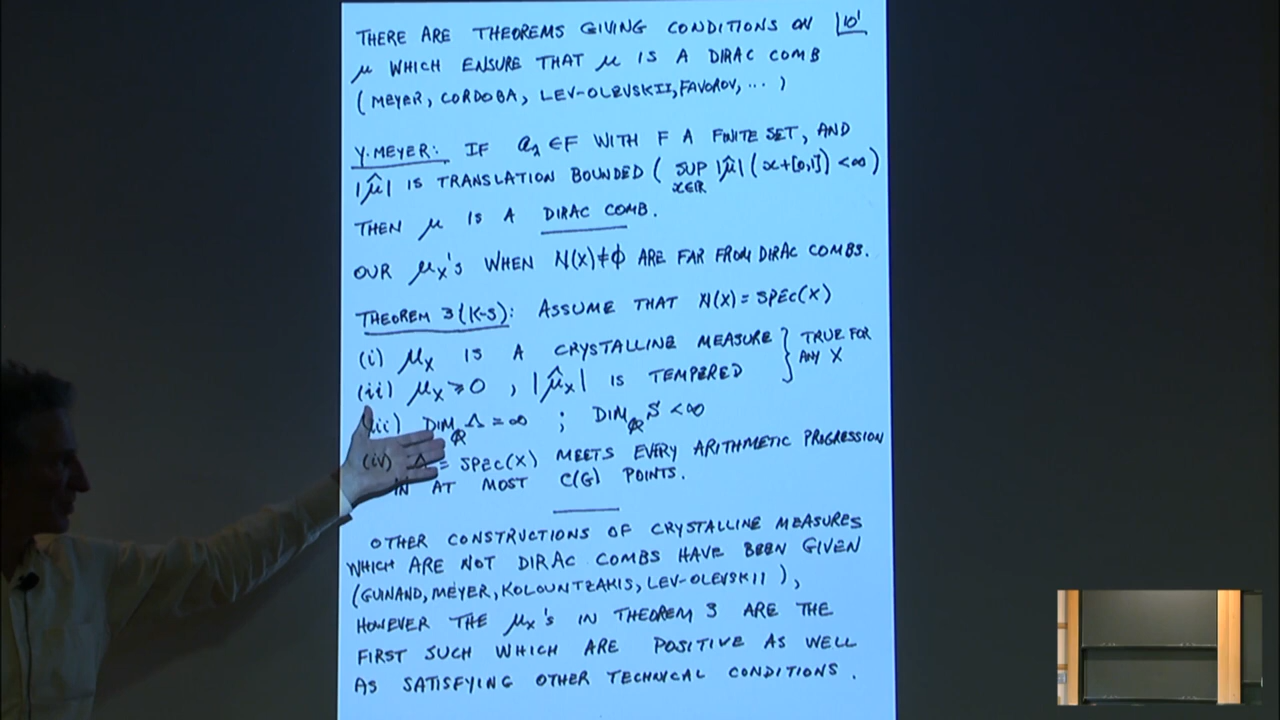 THERE ARE THEOREMS GIVING CONDITIONS ON 10'
μ WHICH ENSURE THAT μ IS A DIRAC COMB
(MEYER, CORDOBA, LEV-OLEVSKII, FAVOROV, ... )
Y. MEYER: IF a_λ ∈ F WITH F A FINITE SET, AND
|μ̂| IS TRANSLATION BOUNDED ( SUP |μ̂| (x+[0,1]) < ∞ )
x∈ℝ
THEN μ IS A DIRAC COMB.
OUR μ_X'S WHEN N(X) ≠ ϕ ARE FAR FROM DIRAC COMBS.
THEOREM 3 (K-S): ASSUME THAT N(X) = SPEC(X)
(i) μ_X IS A CRYSTALLINE MEASURE } TRUE FOR
(ii) μ_X ≥ 0 , |μ̂_X| IS TEMPERED ANY X
DIM_ℚ Λ = ∞ ; DIM_ℚ S < ∞
(iv) Λ = SPEC(X) MEETS EVERY ARITHMETIC PROGRESSION
IN AT MOST C(G) POINTS.
OTHER CONSTRUCTIONS OF CRYSTALLINE MEASURES
WHICH ARE NOT DIRAC COMBS HAVE BEEN GIVEN
(GUINAND, MEYER, KOLOUNTZAKIS, LEV-OLEVSKII ),
HOWEVER THE μ_X'S IN THEOREM 3 ARE THE
FIRST SUCH WHICH ARE POSITIVE AS WELL
AS SATISFYING OTHER TECHNICAL CONDITIONS.